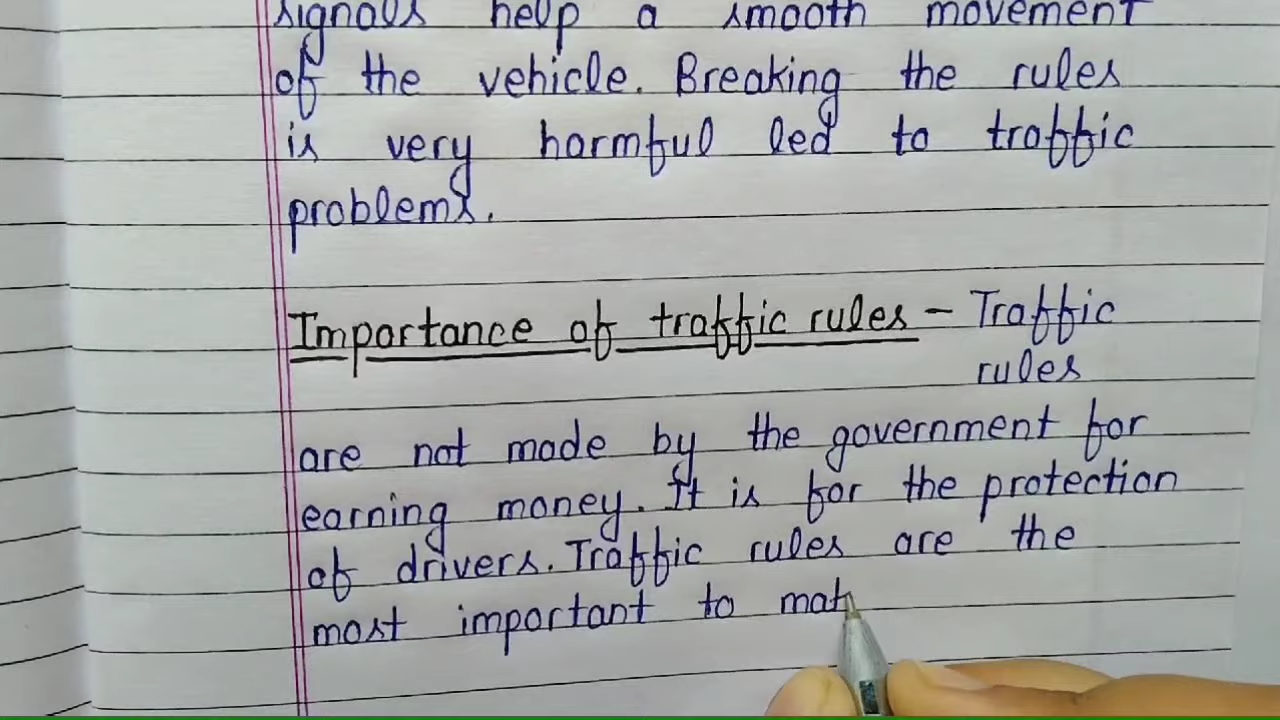 signals help a smooth movement
of the vehicle. Breaking the rules
is very harmful led to traffic
problems.
Importance of traffic rules - Traffic
rules
are not made by the government for
earning money. It is for the protection
of drivers. Traffic rules are the
most important to mat